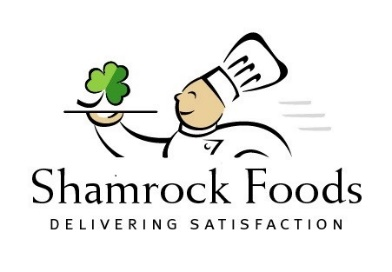 Shamrock Foods
DELIVERING SATISFACTION